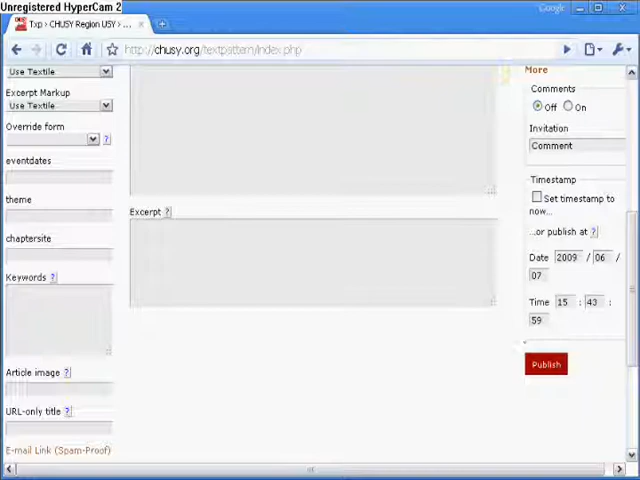 Unregistered HyperCam 2
Google
Txp › CHUSY Region USY › ...
http://chusy.org/textpattern/index.php
Use Textile
Excerpt Markup
Use Textile
Override form
?
eventdates
theme
chaptersite
Keywords ?
Article image ?
URL-only title ?
E-mail Link (Spam-Proof)
Excerpt ?
More
Comments
Off On
Invitation
Comment
Timestamp
Set timestamp to
now...
...or publish at ?
Date 2009 / 06 /
07
Time 15 : 43 :
59
Publish